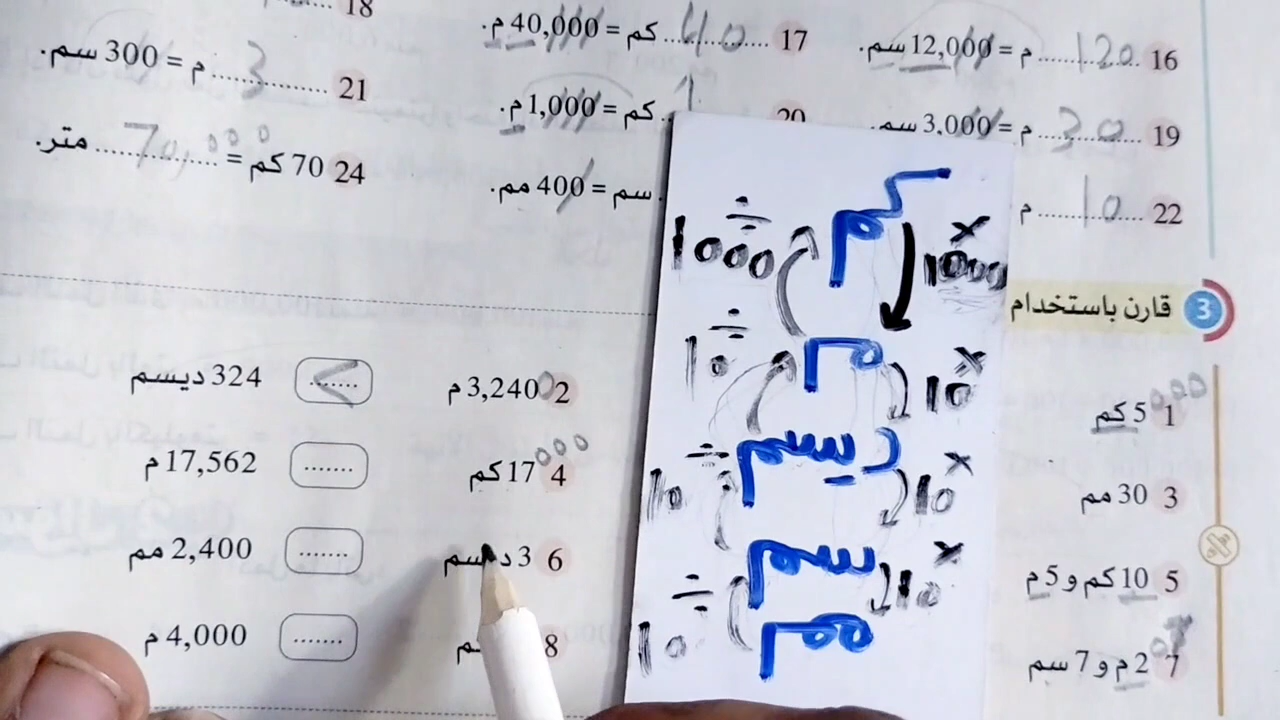 16 120 م = 12,000 سم.
17 40 كم = 40,000 م.
18
19 30 م = 3,000 سم
20 1 كم = 1,000 م.
21 3 م = 300 سم.
22 10 م
سم = 400 مم.
24 70 كم = 70,000 متر.
3 قارن باستخدام
1 5 كم 000
2 3,240 م 0 < 324 ديسم
3 30 مم
4 17 كم 000 ....... 17,562 م
5 10 كم و 5 م
6 3 د سم ....... 2,400 مم
7 2 م و 7 سم
8 م ....... 4,000 م
كم
÷ 1000 × 1000
م
÷ 10 × 10
ديسم
÷ 10 × 10
سم
÷ 10 × 10
مم